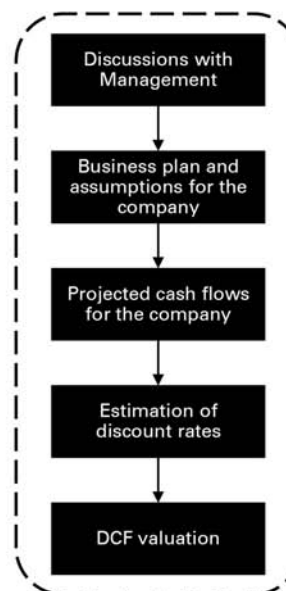 Discussions with
Management
Business plan and
assumptions for the
company
Projected cash flows
for the company
Estimation of
discount rates
DCF valuation